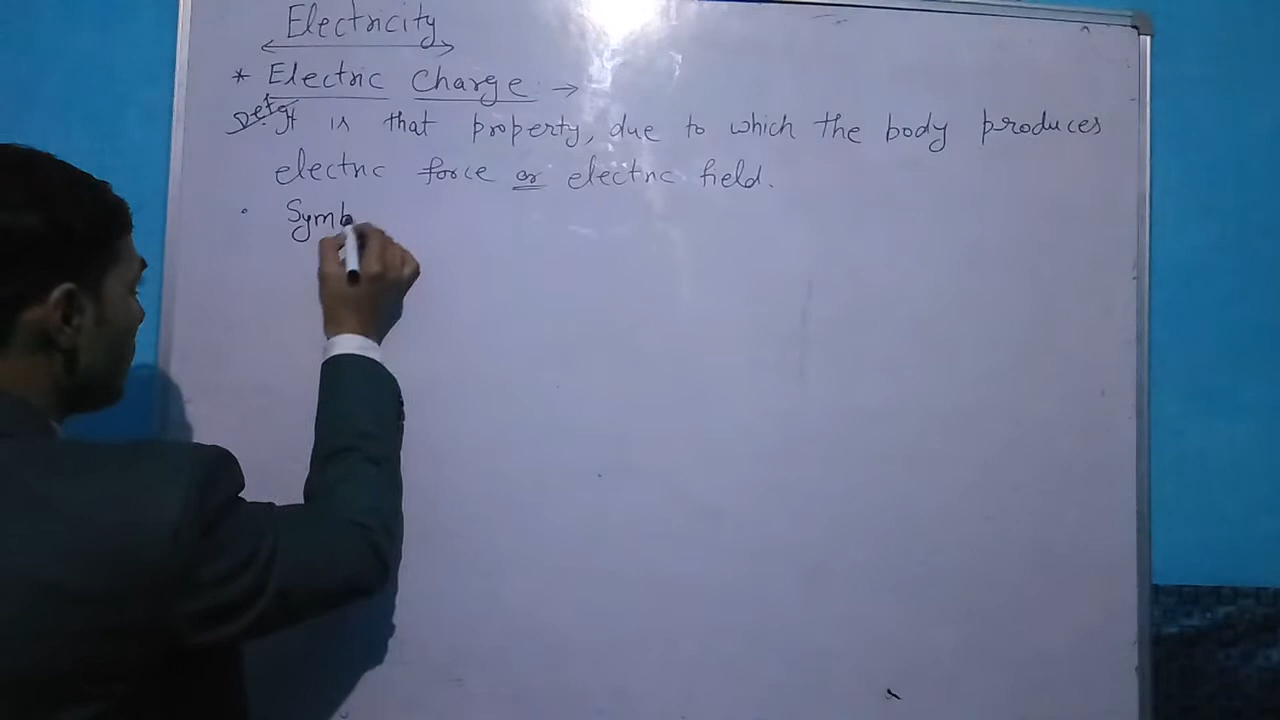 Electricity
* Electric Charge →
Defn It is that property, due to which the body produces
electric force or electric field.
• Symb